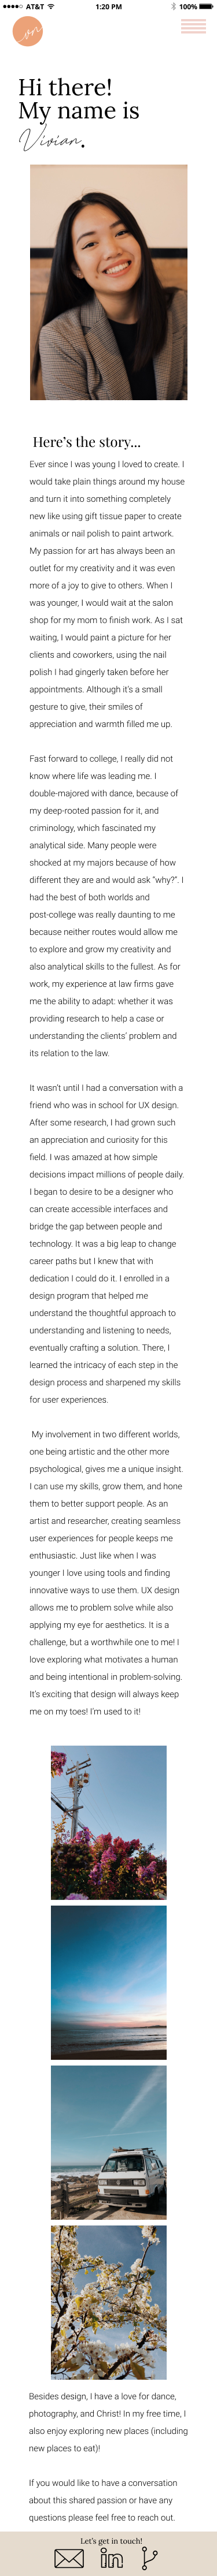 AT&T 1:20 PM 100%
vn
Hi there!
My name is
Vivian.
Here's the story...
Ever since I was young I loved to create. I
would take plain things around my house
and turn it into something completely
new like using gift tissue paper to create
animals or nail polish to paint artwork.
My passion for art has always been an
outlet for my creativity and it was even
more of a joy to give to others. When I
was younger, I would wait at the salon
shop for my mom to finish work. As I sat
waiting, I would paint a picture for her
clients and coworkers, using the nail
polish I had gingerly taken before her
appointments. Although it's a small
gesture to give, their smiles of
appreciation and warmth filled me up.
Fast forward to college, I really did not
know where life was leading me. I
double-majored with dance, because of
my deep-rooted passion for it, and
criminology, which fascinated my
analytical side. Many people were
shocked at my majors because of how
different they are and would ask "why?". I
had the best of both worlds and
post-college was really daunting to me
because neither routes would allow me
to explore and grow my creativity and
also analytical skills to the fullest. As for
work, my experience at law firms gave
me the ability to adapt: whether it was
providing research to help a case or
understanding the clients' problem and
its relation to the law.
It wasn't until I had a conversation with a
friend who was in school for UX design.
After some research, I had grown such
an appreciation and curiosity for this
field. I was amazed at how simple
decisions impact millions of people daily.
I began to desire to be a designer who
can create accessible interfaces and
bridge the gap between people and
technology. It was a big leap to change
career paths but I knew that with
dedication I could do it. I enrolled in a
design program that helped me
understand the thoughtful approach to
understanding and listening to needs,
eventually crafting a solution. There, I
learned the intricacy of each step in the
design process and sharpened my skills
for user experiences.
My involvement in two different worlds,
one being artistic and the other more
psychological, gives me a unique insight.
I can use my skills, grow them, and hone
them to better support people. As an
artist and researcher, creating seamless
user experiences for people keeps me
enthusiastic. Just like when I was
younger I love using tools and finding
innovative ways to use them. UX design
allows me to problem solve while also
applying my eye for aesthetics. It is a
challenge, but a worthwhile one to me! I
love exploring what motivates a human
and being intentional in problem-solving.
It's exciting that design will always keep
me on my toes! I'm used to it!
Besides design, I have a love for dance,
photography, and Christ! In my free time, I
also enjoy exploring new places (including
new places to eat)!
If you would like to have a conversation
about this shared passion or have any
questions please feel free to reach out.
Let's get in touch!
in